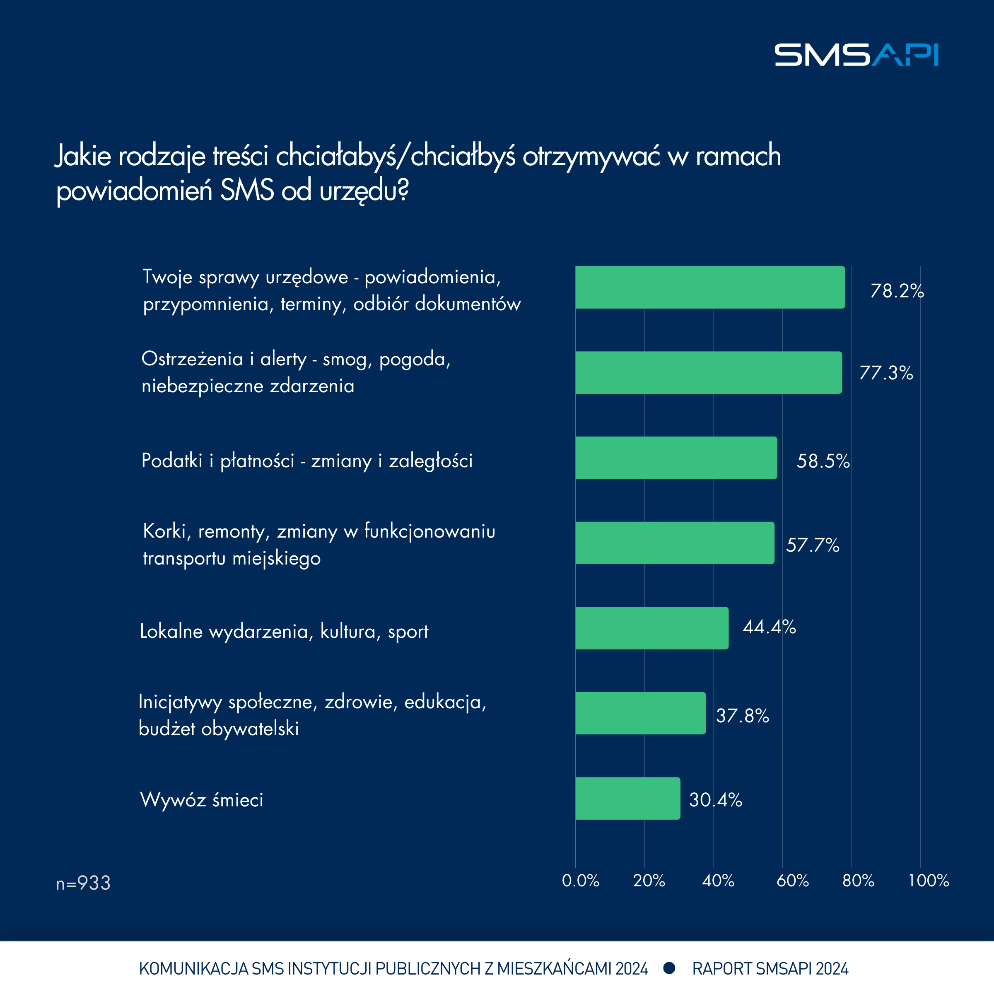 SMSAPI
Jakie rodzaje treści chciałabyś/chciałbyś otrzymywać w ramach
powiadomień SMS od urzędu?
Twoje sprawy urzędowe - powiadomienia,
przypomnienia, terminy, odbiór dokumentów
78.2%
Ostrzeżenia i alerty - smog, pogoda,
niebezpieczne zdarzenia
77.3%
Podatki i płatności - zmiany i zaległości
58.5%
Korki, remonty, zmiany w funkcjonowaniu
transportu miejskiego
57.7%
Lokalne wydarzenia, kultura, sport
44.4%
Inicjatywy społeczne, zdrowie, edukacja,
budżet obywatelski
37.8%
Wywóz śmieci
30.4%
0.0% 20% 40% 60% 80% 100%
n=933
KOMUNIKACJA SMS INSTYTUCJI PUBLICZNYCH Z MIESZKAŃCAMI 2024 ● RAPORT SMSAPI 2024